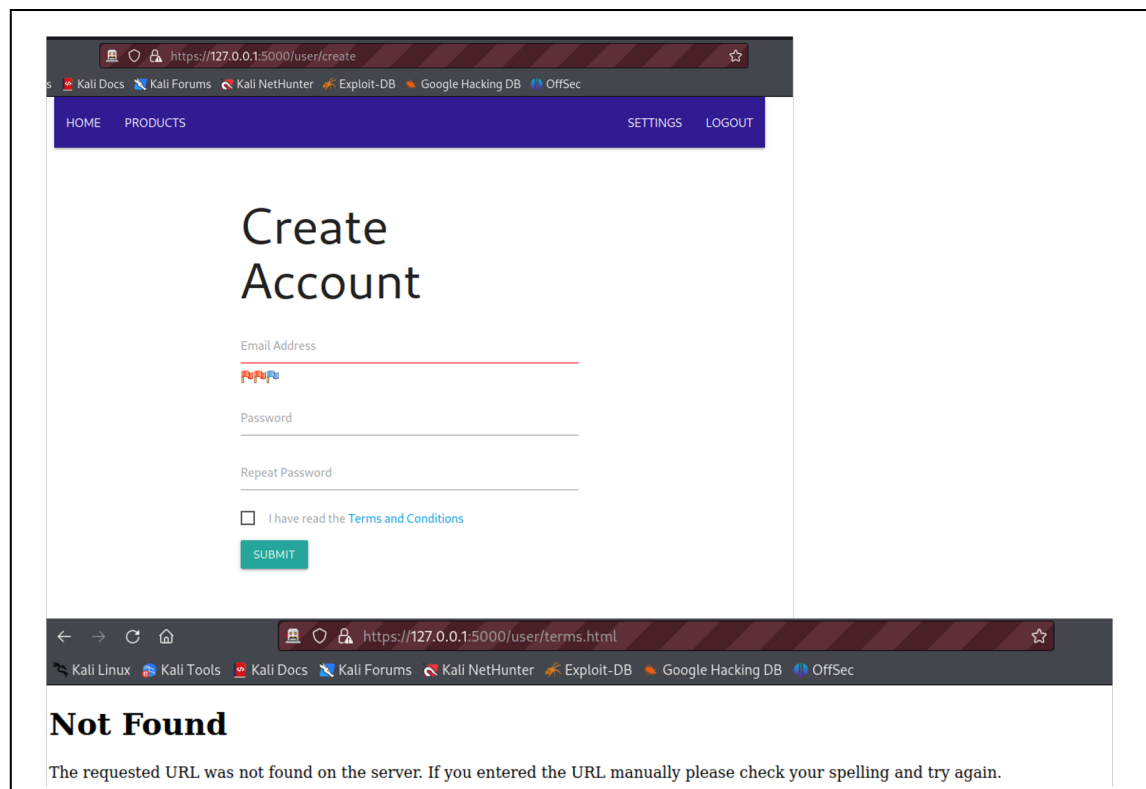 https://127.0.0.1:5000/user/create
s Kali Docs Kali Forums Kali NetHunter Exploit-DB Google Hacking DB OffSec
HOME PRODUCTS SETTINGS LOGOUT
Create
Account
Email Address
Password
Repeat Password
I have read the Terms and Conditions
SUBMIT
https://127.0.0.1:5000/user/terms.html
Kali Linux Kali Tools Kali Docs Kali Forums Kali NetHunter Exploit-DB Google Hacking DB OffSec
Not Found
The requested URL was not found on the server. If you entered the URL manually please check your spelling and try again.